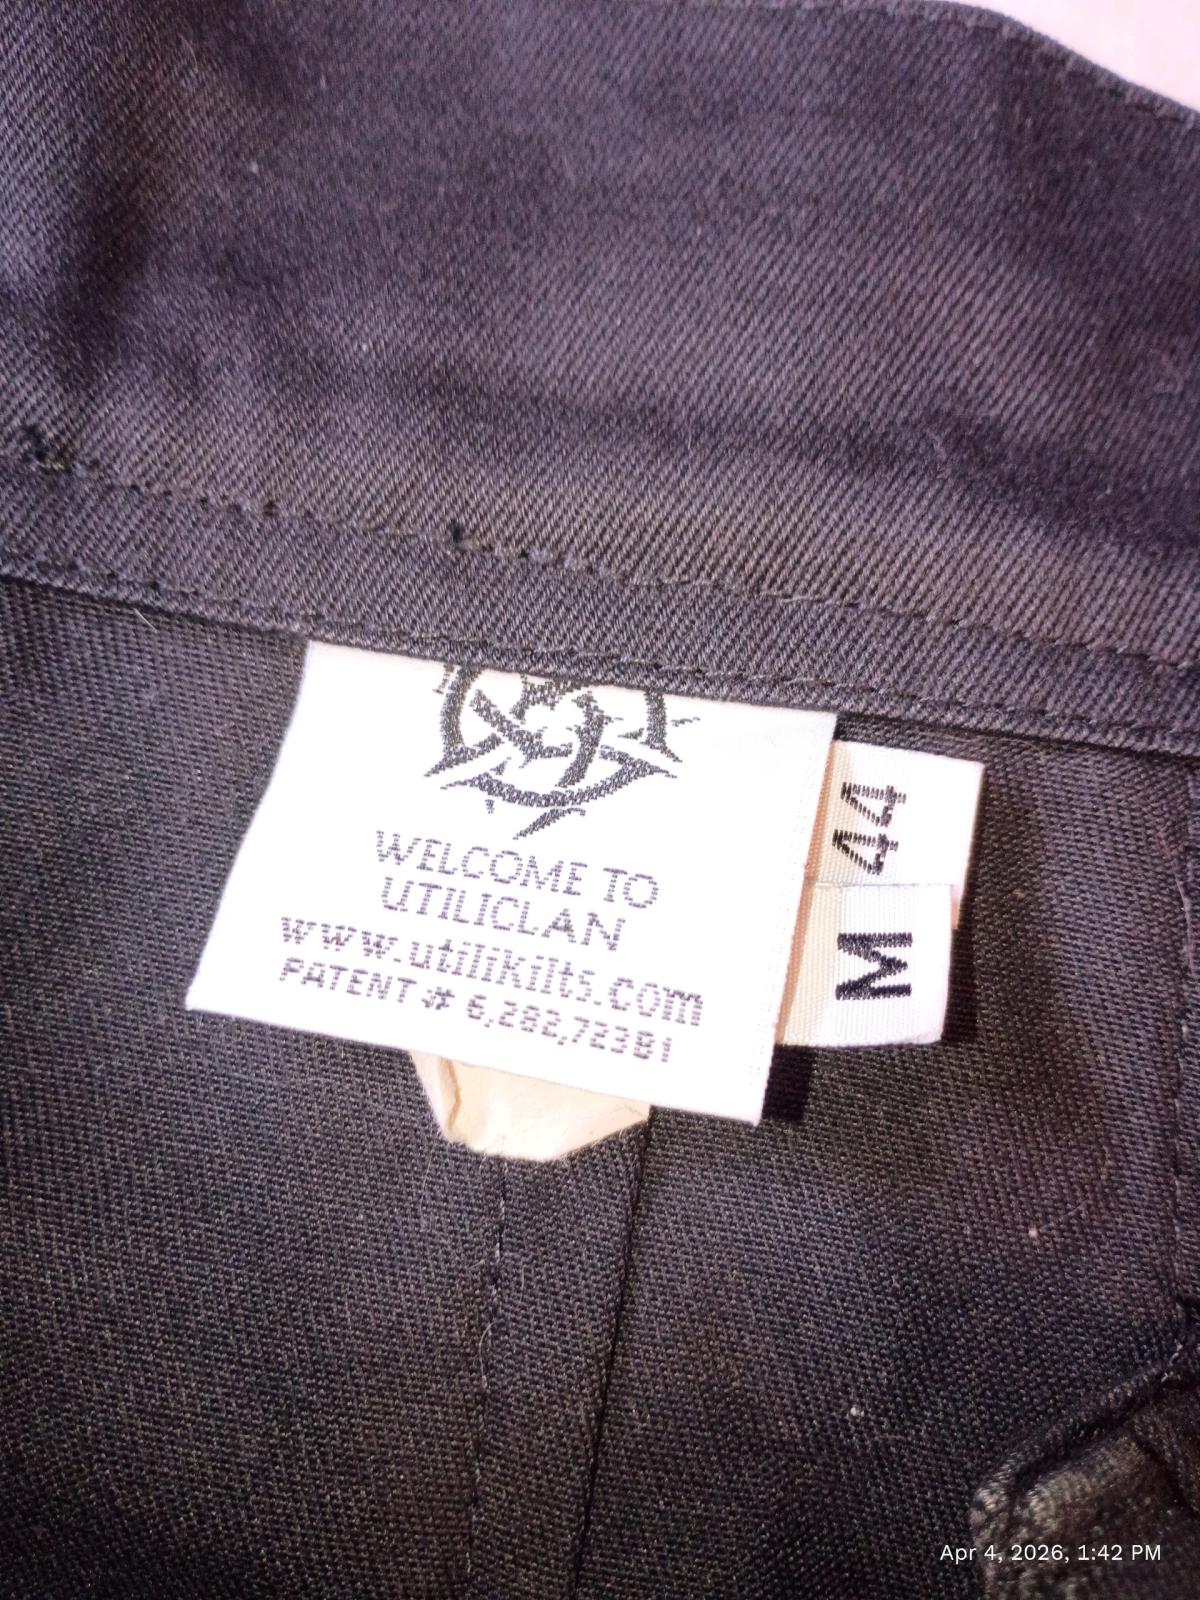 WELCOME TO
UTILICLAN
www.utilikilts.com
PATENT # 6,282,723B1
44
M
Apr 4, 2026, 1:42 PM